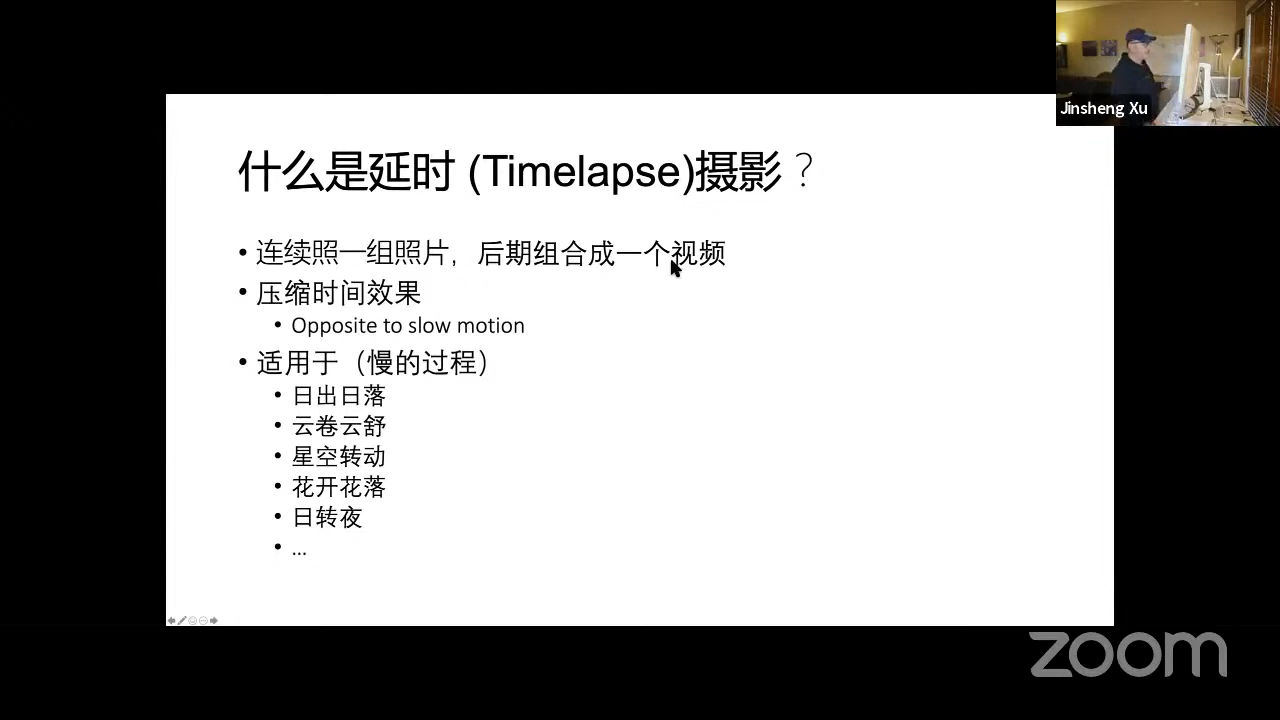 Jinsheng Xu
什么是延时 (Timelapse)摄影？
• 连续照一组照片，后期组合成一个视频
• 压缩时间效果
• Opposite to slow motion
• 适用于（慢的过程）
• 日出日落
• 云卷云舒
• 星空转动
• 花开花落
• 日转夜
• ...
zoom